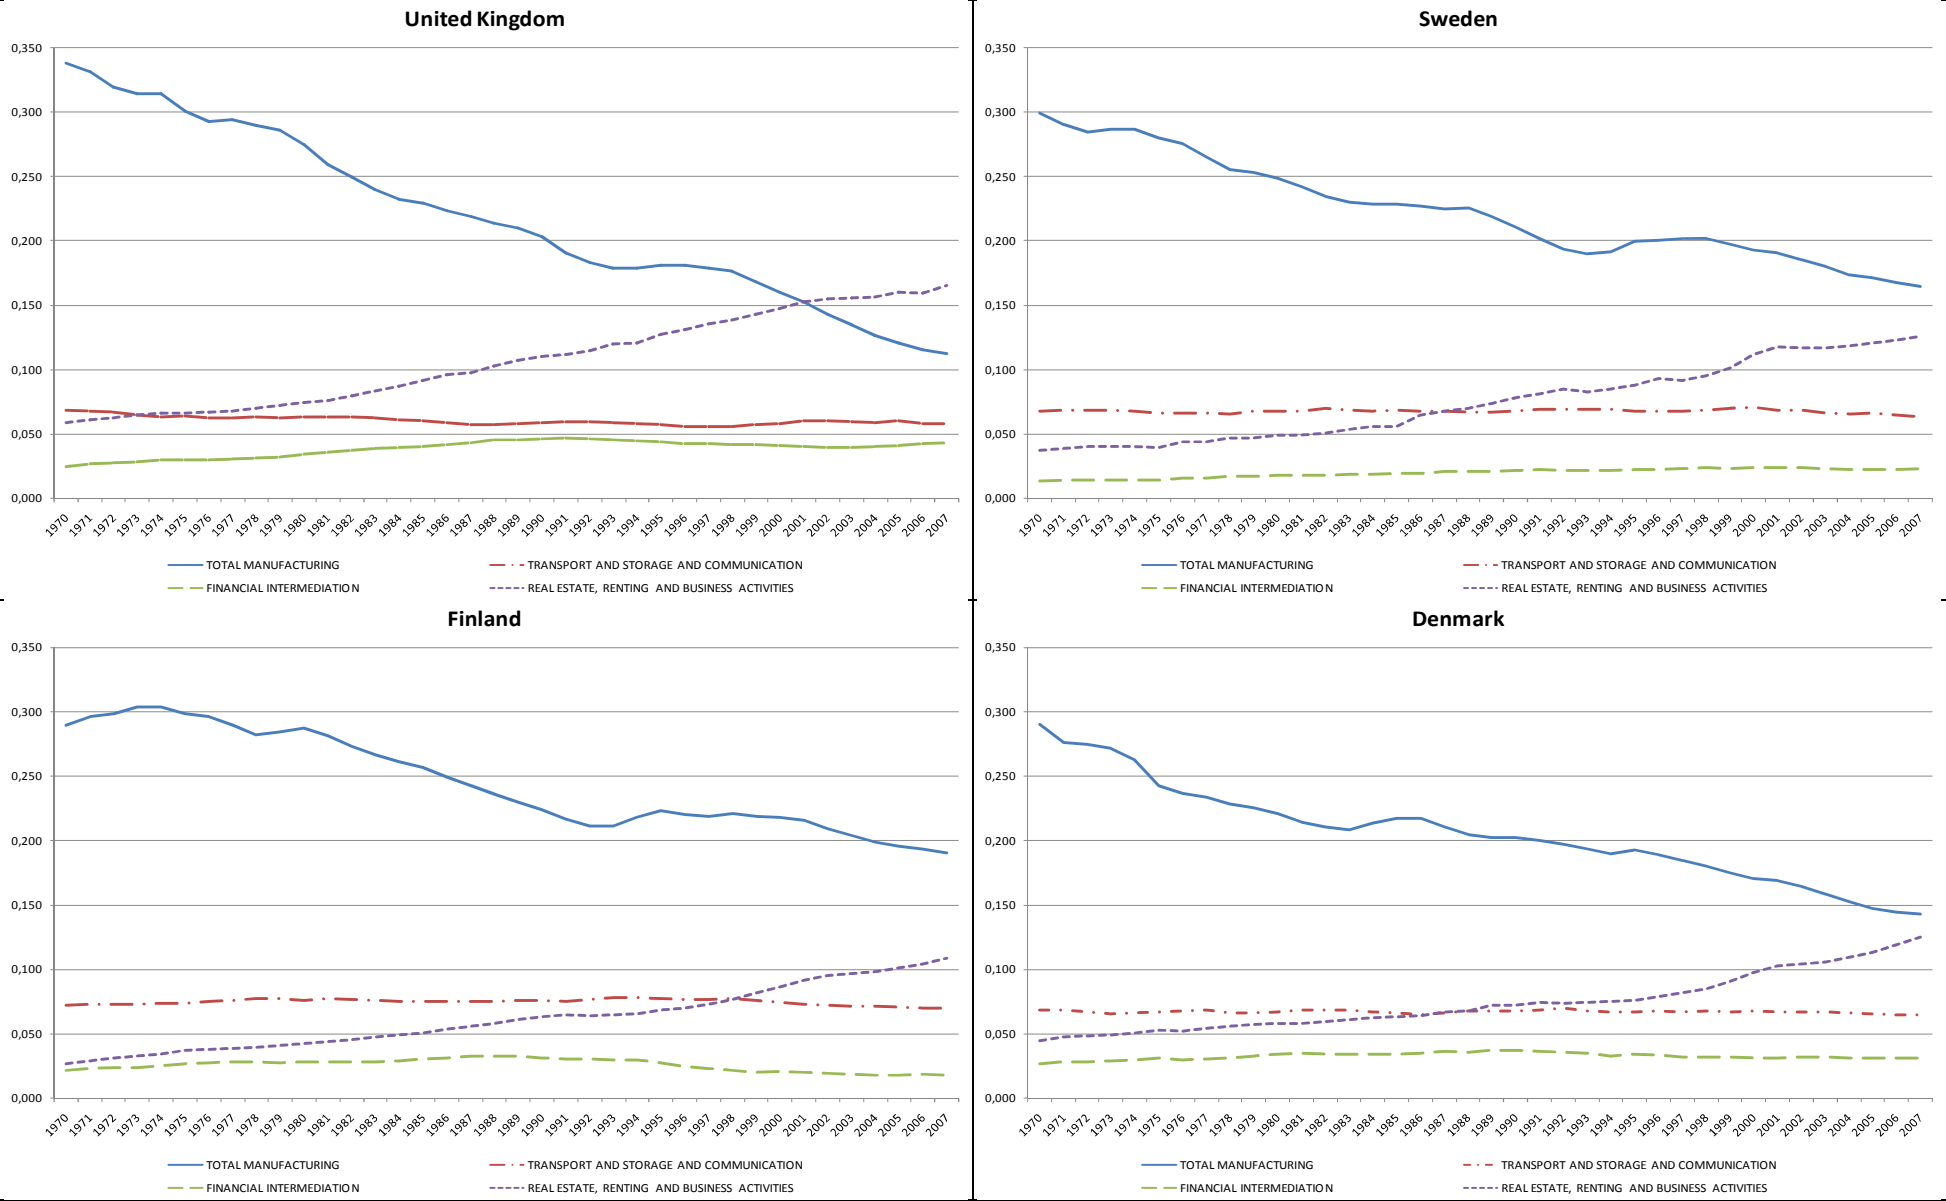 United Kingdom
0,350
0,300
0,250
0,200
0,150
0,100
0,050
0,000
1970 1971 1972 1973 1974 1975 1976 1977 1978 1979 1980 1981 1982 1983 1984 1985 1986 1987 1988 1989 1990 1991 1992 1993 1994 1995 1996 1997 1998 1999 2000 2001 2002 2003 2004 2005 2006 2007
TOTAL MANUFACTURING TRANSPORT AND STORAGE AND COMMUNICATION
FINANCIAL INTERMEDIATION REAL ESTATE, RENTING AND BUSINESS ACTIVITIES
Sweden
0,350
0,300
0,250
0,200
0,150
0,100
0,050
0,000
1970 1971 1972 1973 1974 1975 1976 1977 1978 1979 1980 1981 1982 1983 1984 1985 1986 1987 1988 1989 1990 1991 1992 1993 1994 1995 1996 1997 1998 1999 2000 2001 2002 2003 2004 2005 2006 2007
TOTAL MANUFACTURING TRANSPORT AND STORAGE AND COMMUNICATION
FINANCIAL INTERMEDIATION REAL ESTATE, RENTING AND BUSINESS ACTIVITIES
Finland
0,350
0,300
0,250
0,200
0,150
0,100
0,050
0,000
1970 1971 1972 1973 1974 1975 1976 1977 1978 1979 1980 1981 1982 1983 1984 1985 1986 1987 1988 1989 1990 1991 1992 1993 1994 1995 1996 1997 1998 1999 2000 2001 2002 2003 2004 2005 2006 2007
TOTAL MANUFACTURING TRANSPORT AND STORAGE AND COMMUNICATION
FINANCIAL INTERMEDIATION REAL ESTATE, RENTING AND BUSINESS ACTIVITIES
Denmark
0,350
0,300
0,250
0,200
0,150
0,100
0,050
0,000
1970 1971 1972 1973 1974 1975 1976 1977 1978 1979 1980 1981 1982 1983 1984 1985 1986 1987 1988 1989 1990 1991 1992 1993 1994 1995 1996 1997 1998 1999 2000 2001 2002 2003 2004 2005 2006 2007
TOTAL MANUFACTURING TRANSPORT AND STORAGE AND COMMUNICATION
FINANCIAL INTERMEDIATION REAL ESTATE, RENTING AND BUSINESS ACTIVITIES